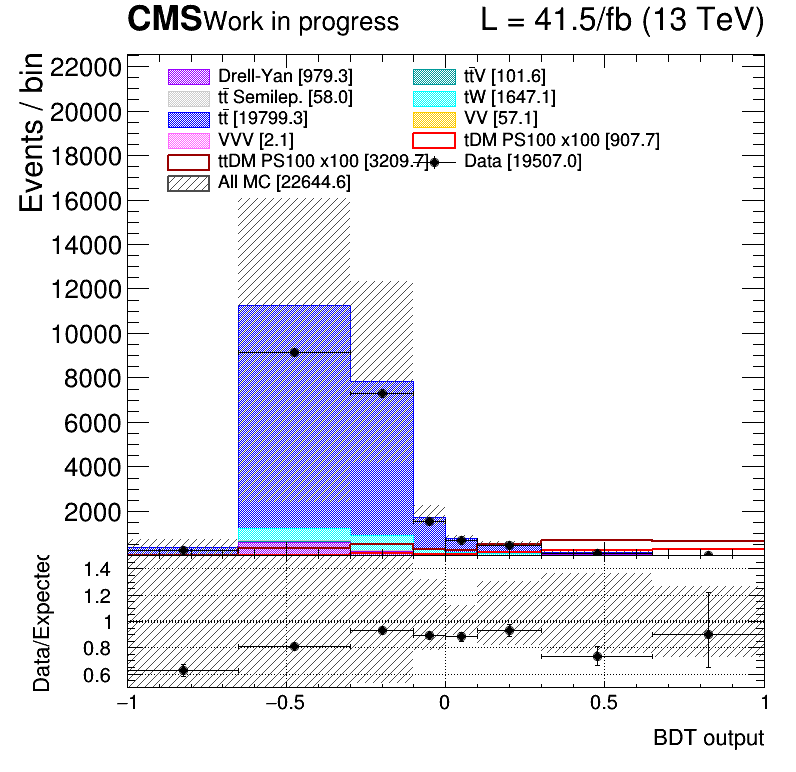 CMS Work in progress L = 41.5/fb (13 TeV)
Events / bin
22000
20000
18000
16000
14000
12000
10000
8000
6000
4000
2000
Drell-Yan [979.3] tt̄V [101.6]
tt̄ Semilep. [58.0] tW [1647.1]
tt̄ [19799.3] VV [57.1]
VVV [2.1] tDM PS100 x100 [907.7]
ttDM PS100 x100 [3209.7] Data [19507.0]
All MC [22644.6]
Data/Expected
1.4
1.2
1
0.8
0.6
−1 −0.5 0 0.5 1
BDT output